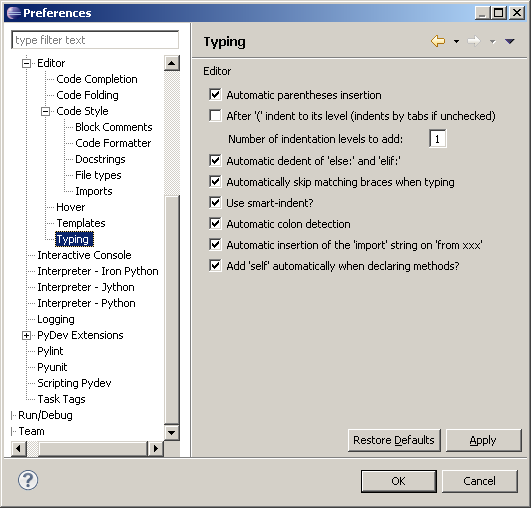 Preferences
type filter text
Editor
Code Completion
Code Folding
Code Style
Block Comments
Code Formatter
Docstrings
File types
Imports
Hover
Templates
Typing
Interactive Console
Interpreter - Iron Python
Interpreter - Jython
Interpreter - Python
Logging
PyDev Extensions
Pylint
Pyunit
Scripting Pydev
Task Tags
Run/Debug
Team
Typing
Editor
Automatic parentheses insertion
After '(' indent to its level (indents by tabs if unchecked)
Number of indentation levels to add: 1
Automatic dedent of 'else:' and 'elif:'
Automatically skip matching braces when typing
Use smart-indent?
Automatic colon detection
Automatic insertion of the 'import' string on 'from xxx'
Add 'self' automatically when declaring methods?
Restore Defaults Apply
? OK Cancel